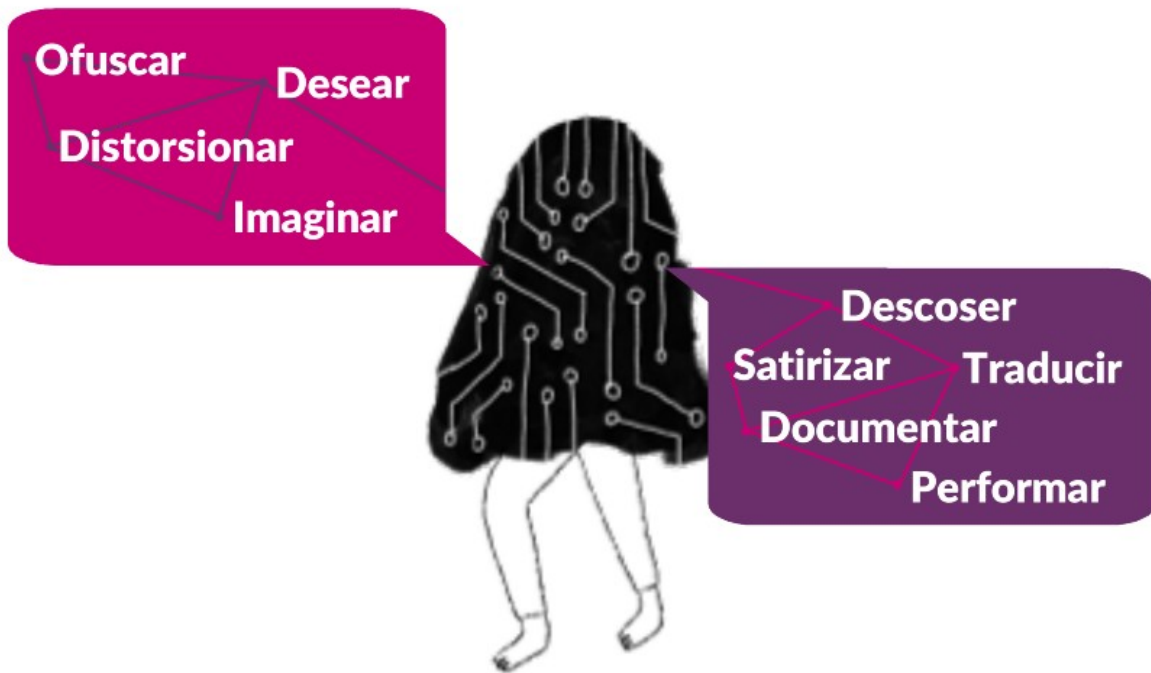 Ofuscar
Desear
Distorsionar
Imaginar
Descoser
Satirizar
Traducir
Documentar
Performar